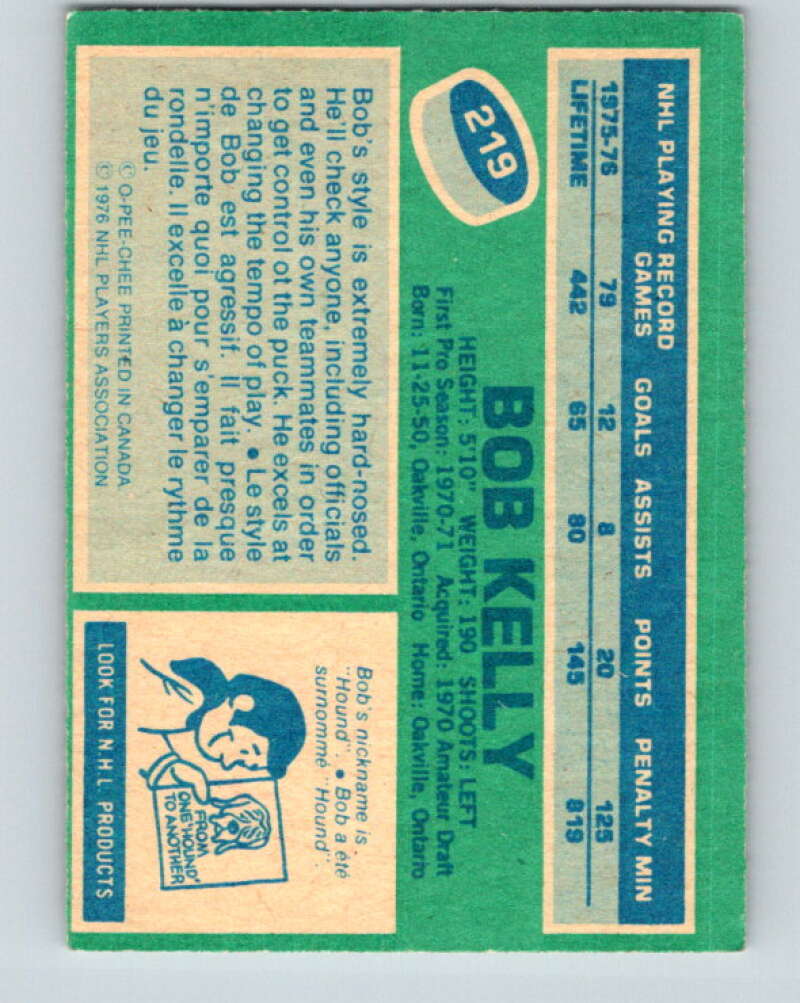 NHL PLAYING RECORD
GAMES GOALS ASSISTS POINTS PENALTY MIN
1975-76 79 12 8 20 125
LIFETIME 442 65 80 145 819
219
BOB KELLY
HEIGHT: 5'10" WEIGHT: 190 SHOOTS: LEFT
First Pro Season: 1970-71 Acquired: 1970 Amateur Draft
Born: 11-25-50, Oakville, Ontario Home: Oakville, Ontario
Bob's style is extremely hard-nosed.
He'll check anyone, including officials
and even his own teammates in order
to get control ot the puck. He excels at
changing the tempo of play. • Le style
de Bob est agressif. Il fait presque
n'importe quoi pour s'emparer de la
rondelle. Il excelle à changer le rythme
du jeu.
© O-PEE-CHEE PRINTED IN CANADA
© 1976 NHL PLAYERS ASSOCIATION
Bob's nickname is
"Hound". • Bob a été
surnommé "Hound".
FROM
ONE 'HOUND'
TO ANOTHER
LOOK FOR N.H.L. PRODUCTS